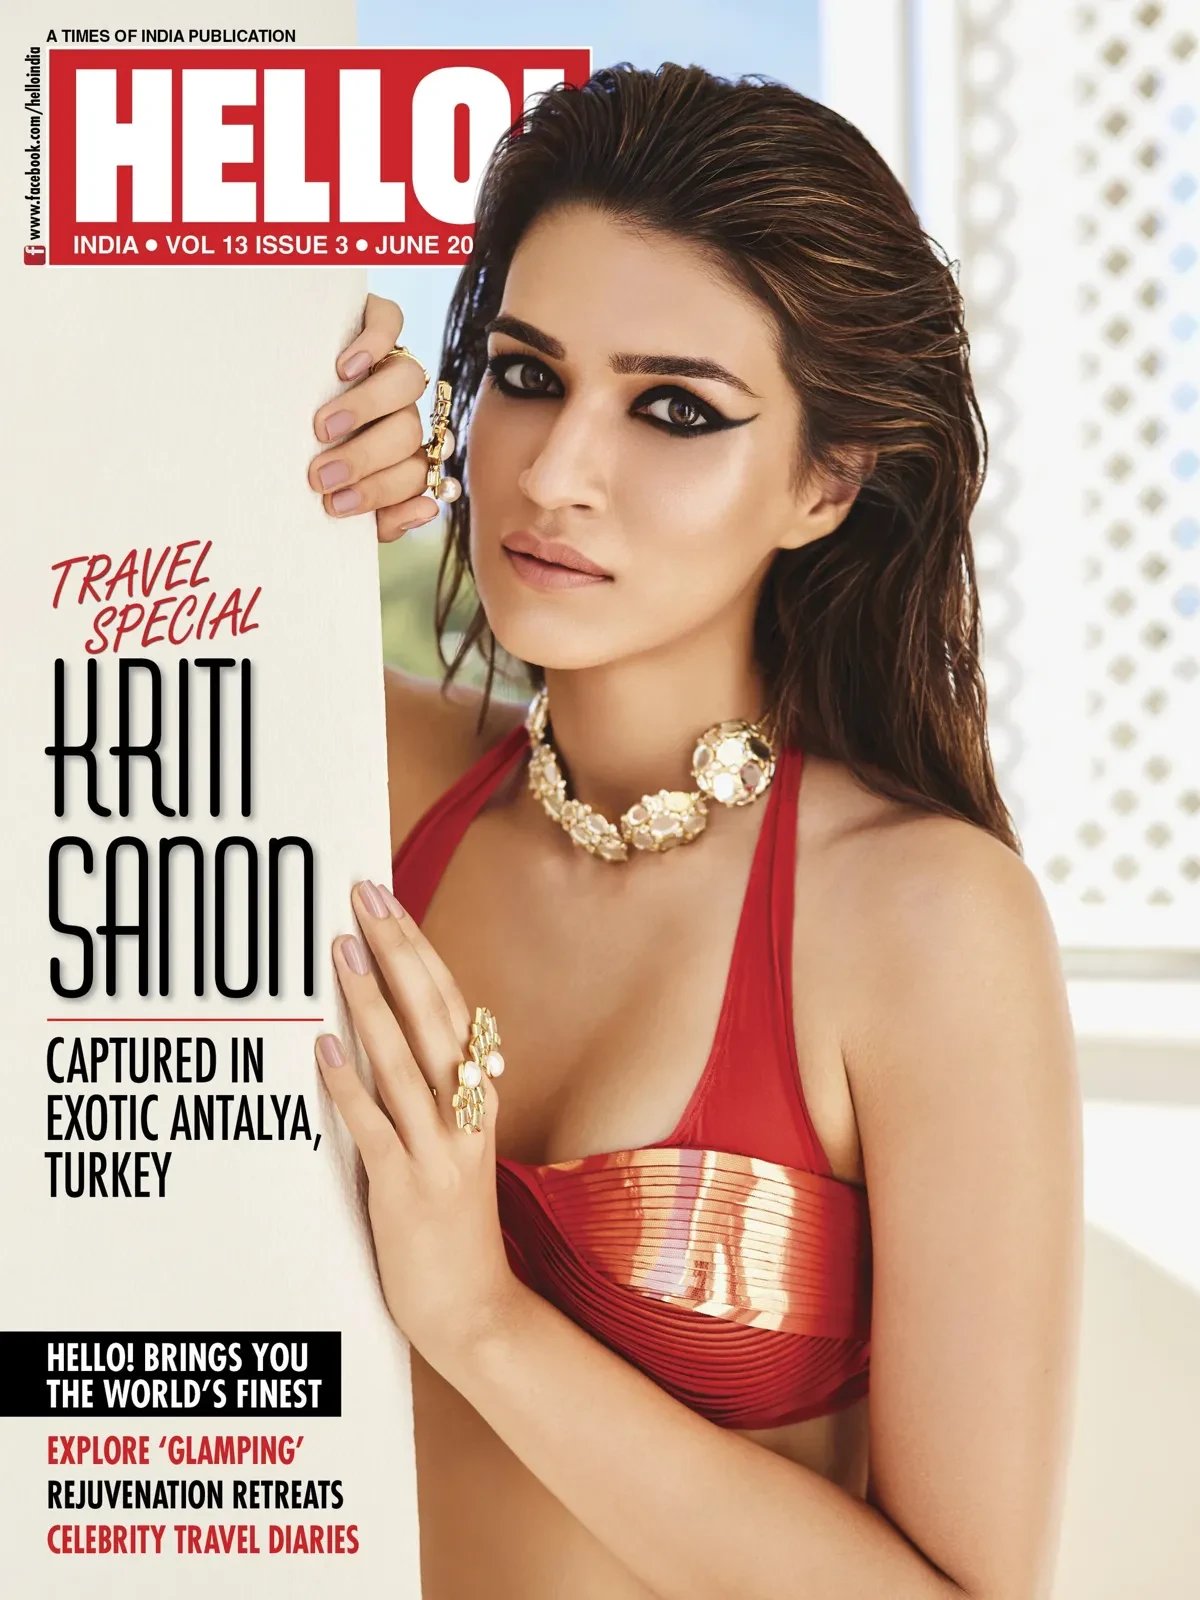 A TIMES OF INDIA PUBLICATION
www.facebook.com/helloindia
f
HELLO!
INDIA • VOL 13 ISSUE 3 • JUNE 20
TRAVEL
SPECIAL
KRITI
SANON
CAPTURED IN
EXOTIC ANTALYA,
TURKEY
HELLO! BRINGS YOU
THE WORLD'S FINEST
EXPLORE ‘GLAMPING’
REJUVENATION RETREATS
CELEBRITY TRAVEL DIARIES